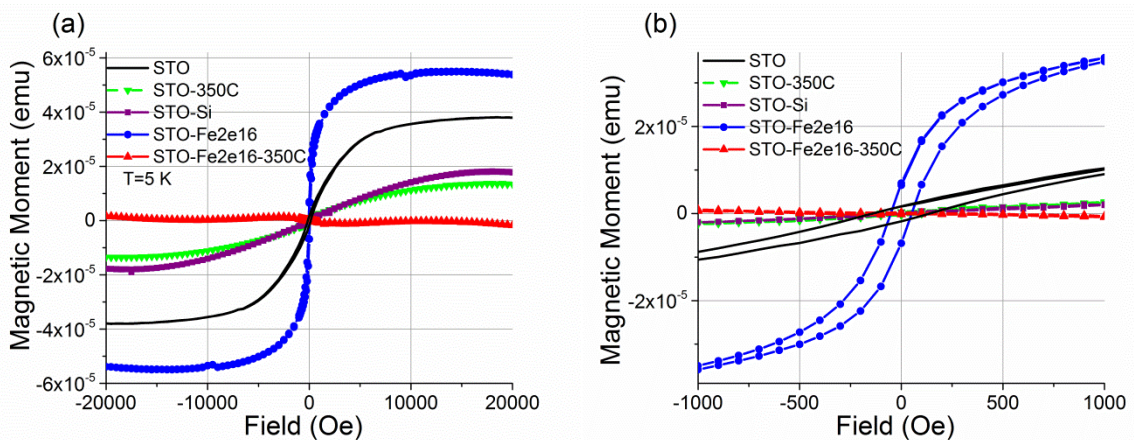 (a)
6x10⁻⁵
4x10⁻⁵
2x10⁻⁵
0
-2x10⁻⁵
-4x10⁻⁵
-6x10⁻⁵
Magnetic Moment (emu)
STO
STO-350C
STO-Si
STO-Fe2e16
STO-Fe2e16-350C
T=5 K
-20000
-10000
0
10000
20000
Field (Oe)
(b)
2x10⁻⁵
0
-2x10⁻⁵
Magnetic Moment (emu)
STO
STO-350C
STO-Si
STO-Fe2e16
STO-Fe2e16-350C
-1000
-500
0
500
1000
Field (Oe)